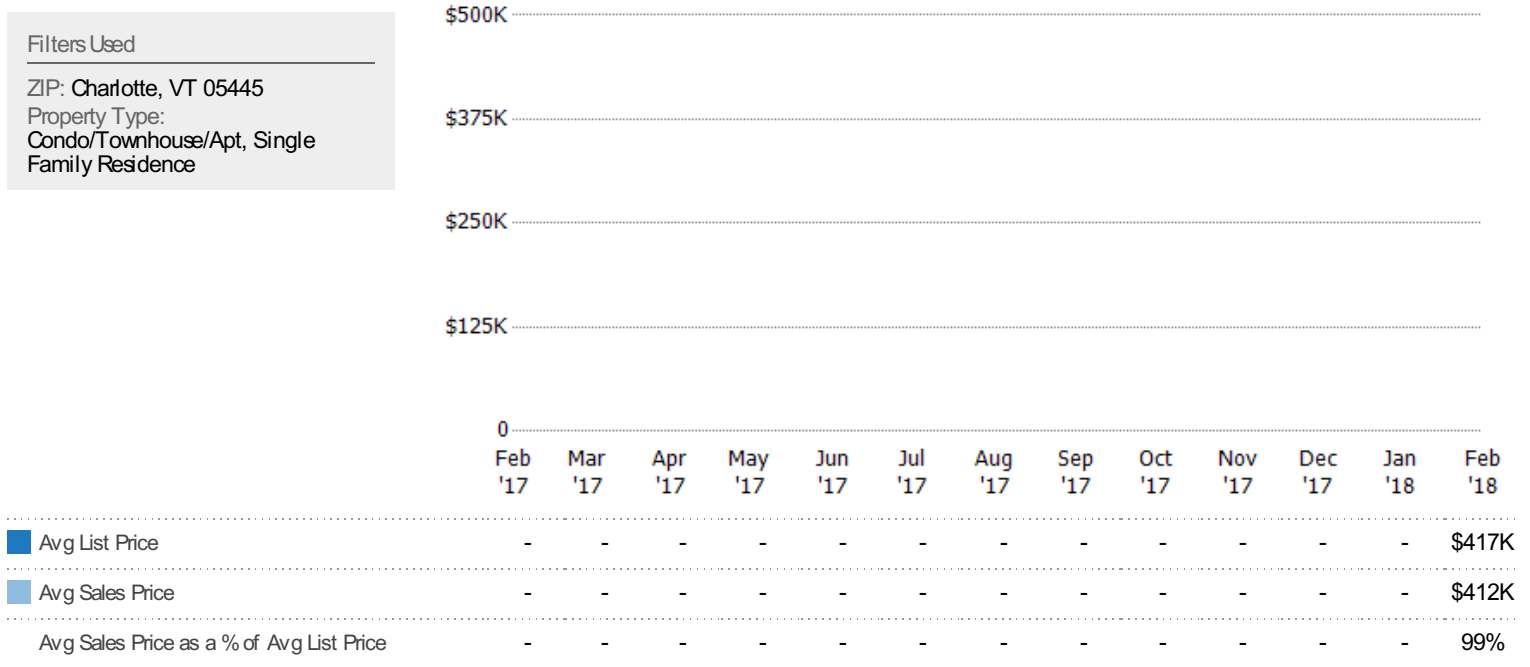 Filters Used
ZIP: Charlotte, VT 05445
Property Type:
Condo/Townhouse/Apt, Single
Family Residence
$500K
$375K
$250K
$125K
0
Feb Mar Apr May Jun Jul Aug Sep Oct Nov Dec Jan Feb
'17 '17 '17 '17 '17 '17 '17 '17 '17 '17 '17 '18 '18
Avg List Price - - - - - - - - - - - - $417K
Avg Sales Price - - - - - - - - - - - - $412K
Avg Sales Price as a % of Avg List Price - - - - - - - - - - - - 99%